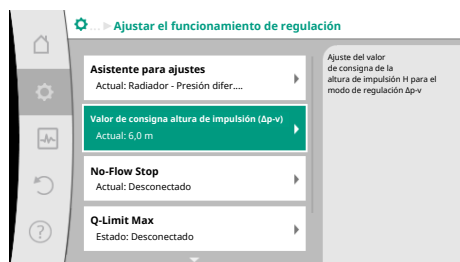 ... Ajustar el funcionamiento de regulación
Asistente para ajustes
Actual: Radiador - Presión difer....
Valor de consigna altura de impulsión (Δp-v)
Actual: 6,0 m
No-Flow Stop
Actual: Desconectado
Q-Limit Max
Estado: Desconectado
Ajuste del valor
de consigna de la
altura de impulsión H para el
modo de regulación Δp-v
?